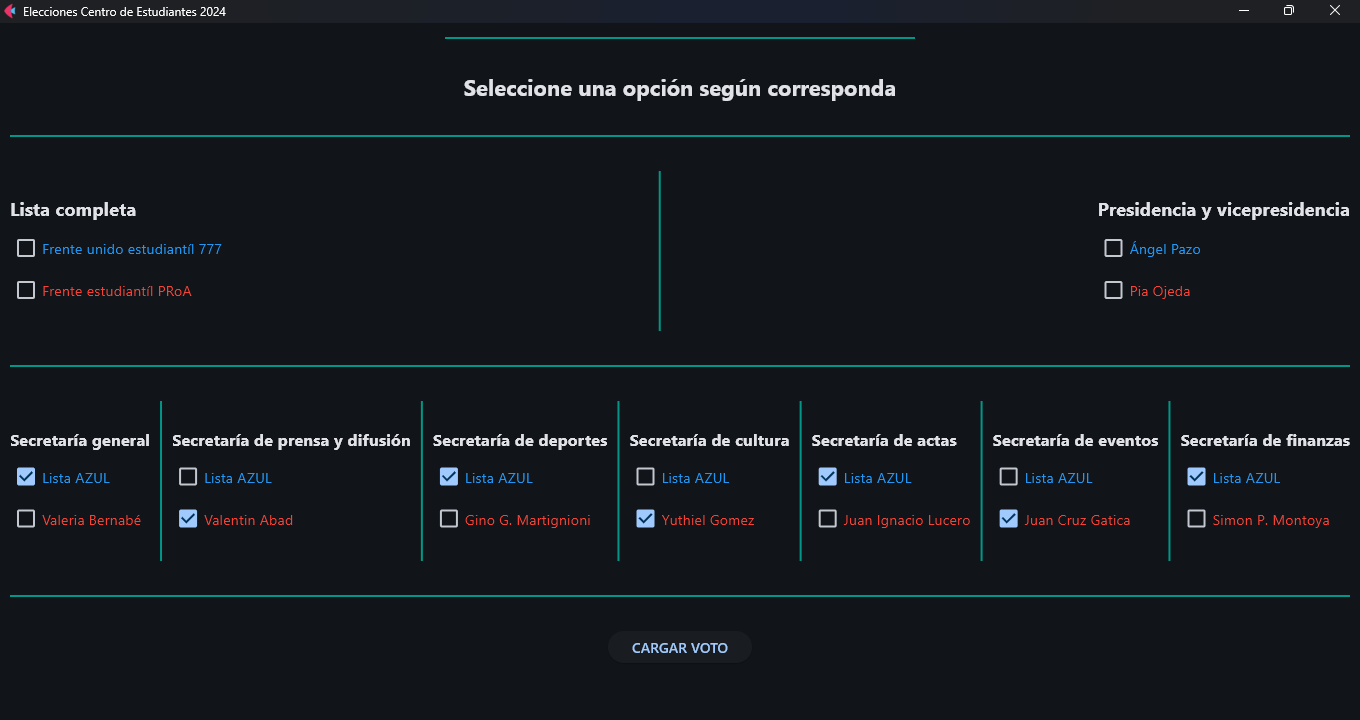 Elecciones Centro de Estudiantes 2024
Seleccione una opción según corresponda
Lista completa
Frente unido estudiantíl 777
Frente estudiantíl PRoA
Presidencia y vicepresidencia
Ángel Pazo
Pia Ojeda
Secretaría general
Lista AZUL
Valeria Bernabé
Secretaría de prensa y difusión
Lista AZUL
Valentin Abad
Secretaría de deportes
Lista AZUL
Gino G. Martignioni
Secretaría de cultura
Lista AZUL
Yuthiel Gomez
Secretaría de actas
Lista AZUL
Juan Ignacio Lucero
Secretaría de eventos
Lista AZUL
Juan Cruz Gatica
Secretaría de finanzas
Lista AZUL
Simon P. Montoya
CARGAR VOTO